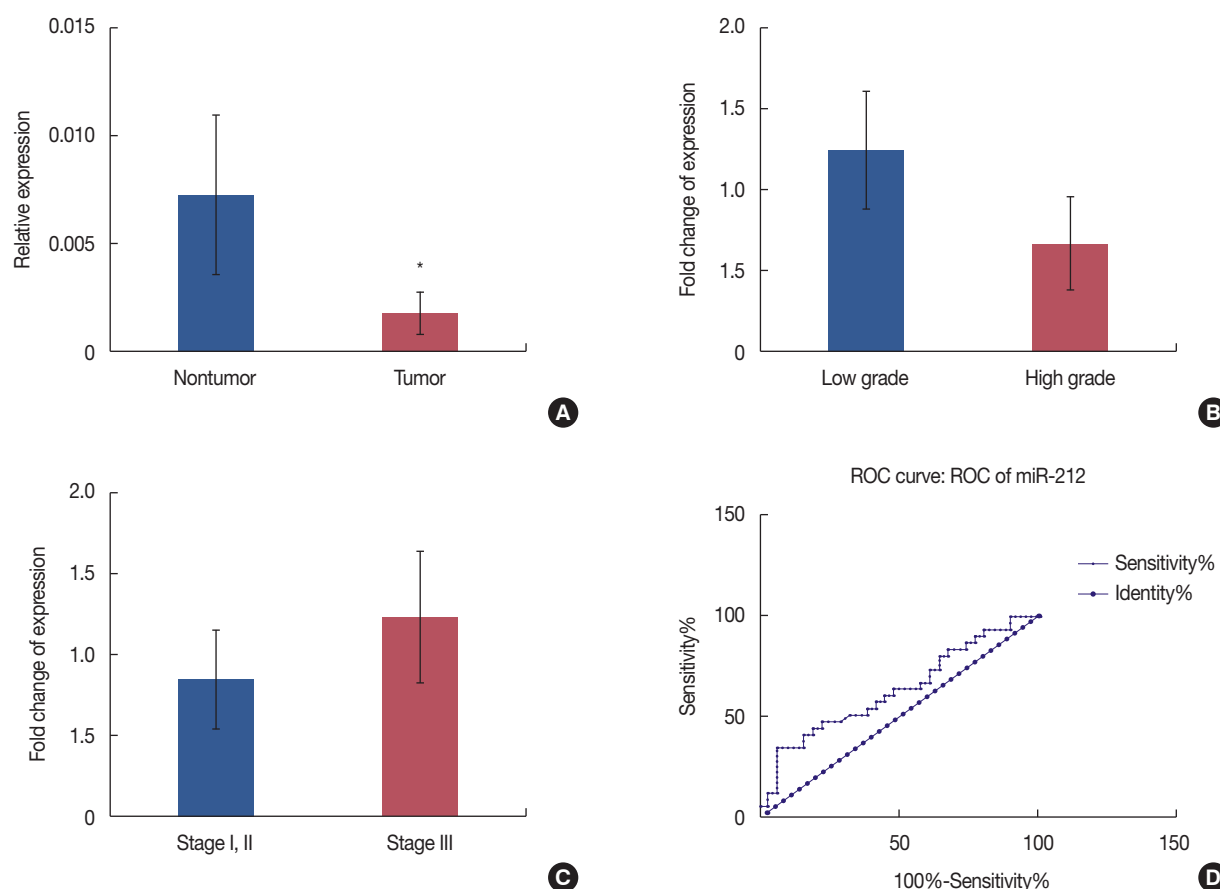 0.015
0.010
0.005
0
Relative expression
*
Nontumor Tumor
A
2.0
1.5
1.0
1.5
0
Fold change of expression
Low grade High grade
B
2.0
1.5
1.0
1.5
0
Fold change of expression
Stage I, II Stage III
C
ROC curve: ROC of miR-212
150
100
50
0
Sensitivity%
Sensitivity%
Identity%
50 100 150
100%-Sensitivity%
D